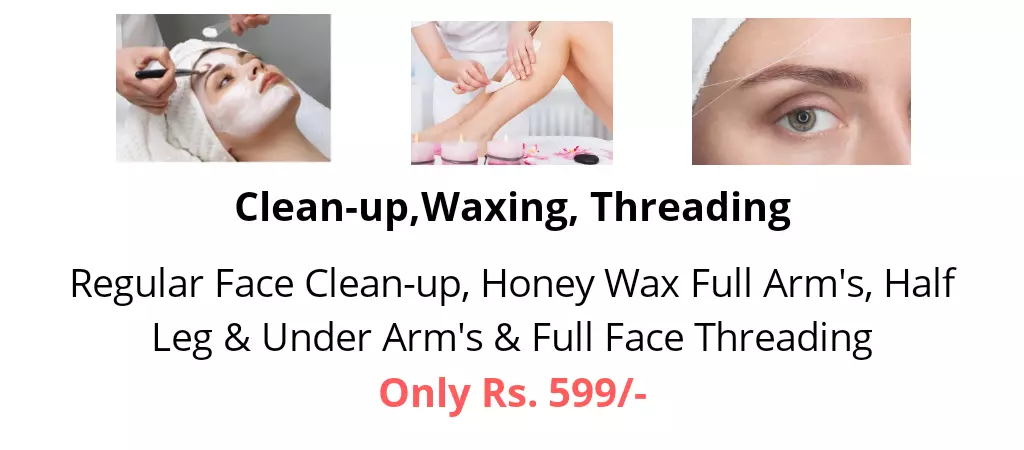 Clean-up,Waxing, Threading
Regular Face Clean-up, Honey Wax Full Arm's, Half
Leg & Under Arm's & Full Face Threading
Only Rs. 599/-